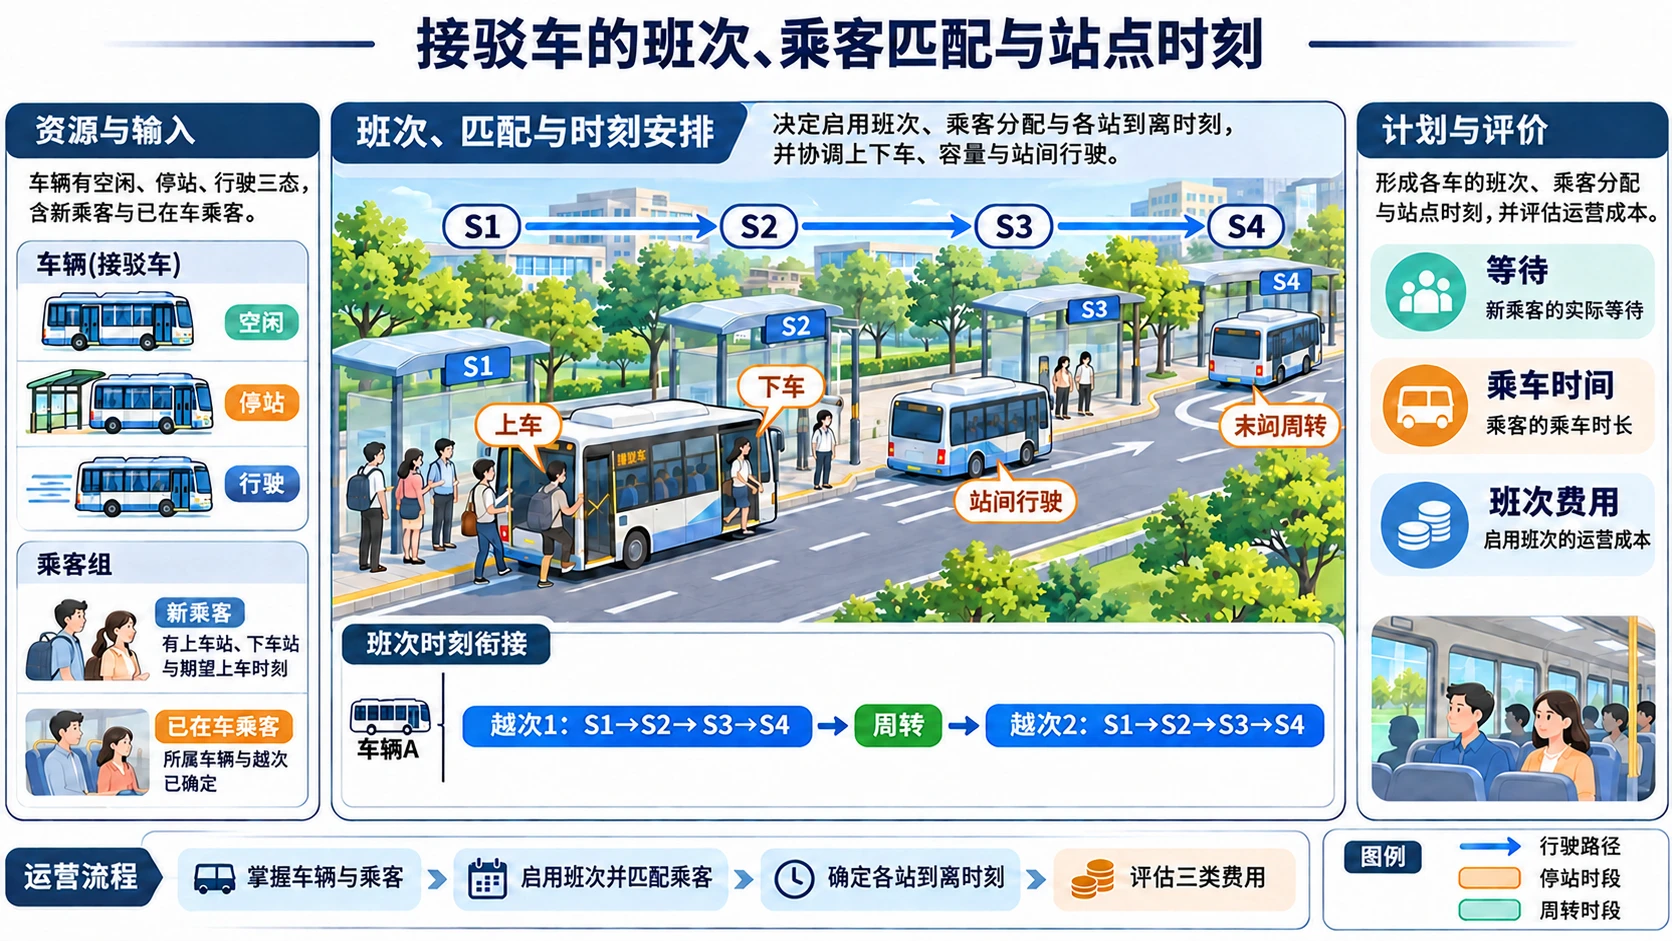 接驳车的班次、乘客匹配与站点时刻
资源与输入
车辆有空闲、停站、行驶三态，
含新乘客与已在车乘客。
车辆(接驳车)
空闲
停站
行驶
乘客组
新乘客
有上车站、下车站
与期望上车时刻
已在车乘客
所属车辆与越次
已确定
班次、匹配与时刻安排
决定启用班次、乘客分配与各站到离时刻，
并协调上下车、容量与站间行驶。
S1
S2
S3
S4
S1
S2
S3
S4
上车
下车
站间行驶
周转
班次时刻衔接
车辆A
越次1：S1→S2→S3→S4
周转
越次2：S1→S2→S3→S4
计划与评价
形成各车的班次、乘客分配
与站点时刻，并评估运营成本。
等待
新乘客的实际等待
乘车时间
乘客的乘车时长
班次费用
启用班次的运营成本
运营流程
掌握车辆与乘客
启用班次并匹配乘客
确定各站到离时刻
评估三类费用
图例
行驶路径
停站时段
周转时段